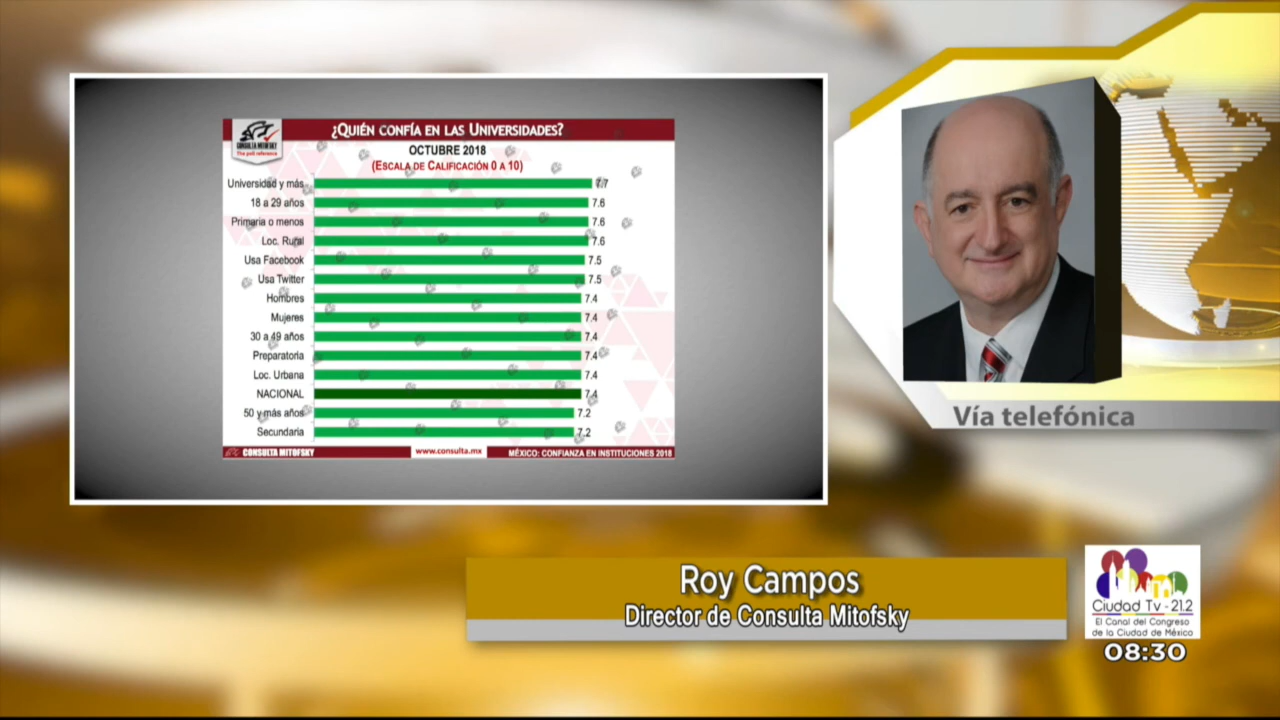 CONSULTA MITOFSKY
The poll reference
¿QUIÉN CONFÍA EN LAS UNIVERSIDADES?
OCTUBRE 2018
(ESCALA DE CALIFICACIÓN 0 A 10)
Universidad y más 7.7
18 a 29 años 7.6
Primaria o menos 7.6
Loc. Rural 7.6
Usa Facebook 7.5
Usa Twitter 7.5
Hombres 7.4
Mujeres 7.4
30 a 49 años 7.4
Preparatoria 7.4
Loc. Urbana 7.4
NACIONAL 7.4
50 y más años 7.2
Secundaria 7.2
CONSULTA MITOFSKY www.consulta.mx MÉXICO: CONFIANZA EN INSTITUCIONES 2018
Vía telefónica
Roy Campos
Director de Consulta Mitofsky
Ciudad Tv - 21.2
El Canal del Congreso
de la Ciudad de México
08:30